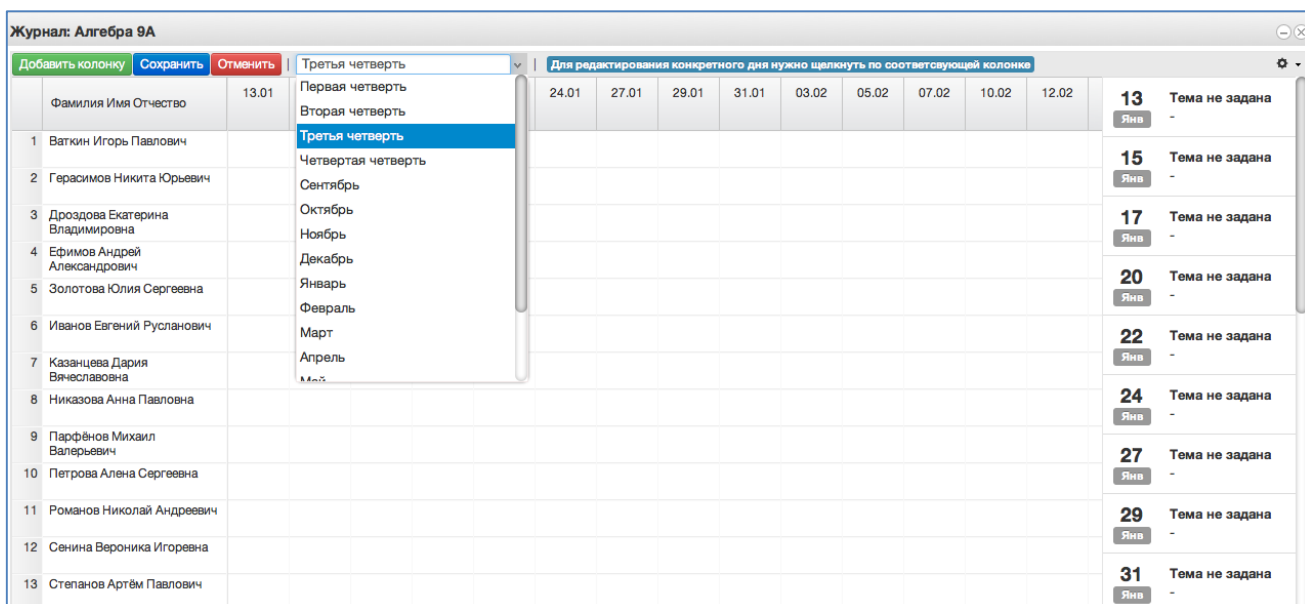 Журнал: Алгебра 9А
Добавить колонку Сохранить Отменить | Третья четверть | Для редактирования конкретного дня нужно щелкнуть по соответсвующей колонке
Фамилия Имя Отчество 13.01 24.01 27.01 29.01 31.01 03.02 05.02 07.02 10.02 12.02
Первая четверть
Вторая четверть
Третья четверть
Четвертая четверть
Сентябрь
Октябрь
Ноябрь
Декабрь
Январь
Февраль
Март
Апрель
Май
1 Ваткин Игорь Павлович
2 Герасимов Никита Юрьевич
3 Дроздова Екатерина
Владимировна
4 Ефимов Андрей
Александрович
5 Золотова Юлия Сергеевна
6 Иванов Евгений Русланович
7 Казанцева Дария
Вячеславовна
8 Никазова Анна Павловна
9 Парфёнов Михаил
Валерьевич
10 Петрова Алена Сергеевна
11 Романов Николай Андреевич
12 Сенина Вероника Игоревна
13 Степанов Артём Павлович
13 Тема не задана
Янв -
15 Тема не задана
Янв -
17 Тема не задана
Янв -
20 Тема не задана
Янв -
22 Тема не задана
Янв -
24 Тема не задана
Янв -
27 Тема не задана
Янв -
29 Тема не задана
Янв -
31 Тема не задана
Янв -